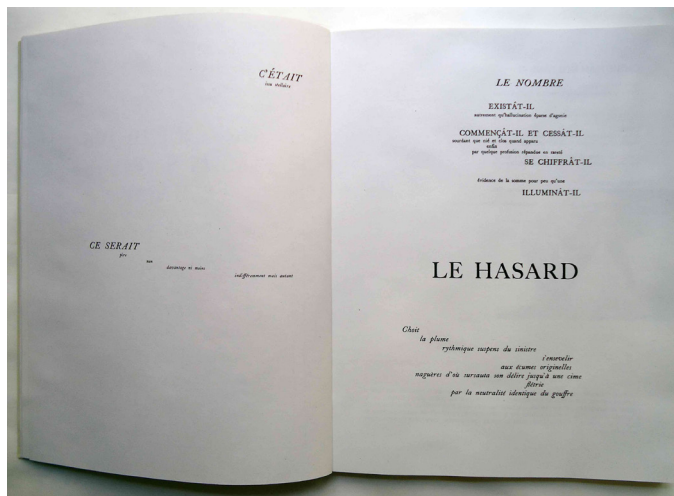 C'ÉTAIT
issu stellaire
CE SERAIT
pire
non
davantage ni moins
indifféremment mais autant
LE NOMBRE
EXISTÂT-IL
autrement qu'hallucination éparse d'agonie
COMMENÇÂT-IL ET CESSÂT-IL
sourdant que nié et clos quand apparu
enfin
par quelque profusion répandue en rareté
SE CHIFFRÂT-IL
évidence de la somme pour peu qu'une
ILLUMINÂT-IL
LE HASARD
Choit
la plume
rythmique suspens du sinistre
s'ensevelir
aux écumes originelles
naguères d'où sursauta son délire jusqu'à une cime
flétrie
par la neutralité identique du gouffre